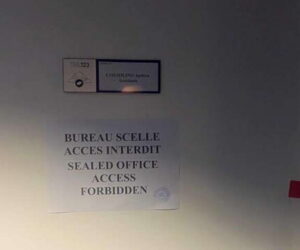 BUREAU SCELLE
ACCES INTERDIT
SEALED OFFICE
ACCESS
FORBIDDEN